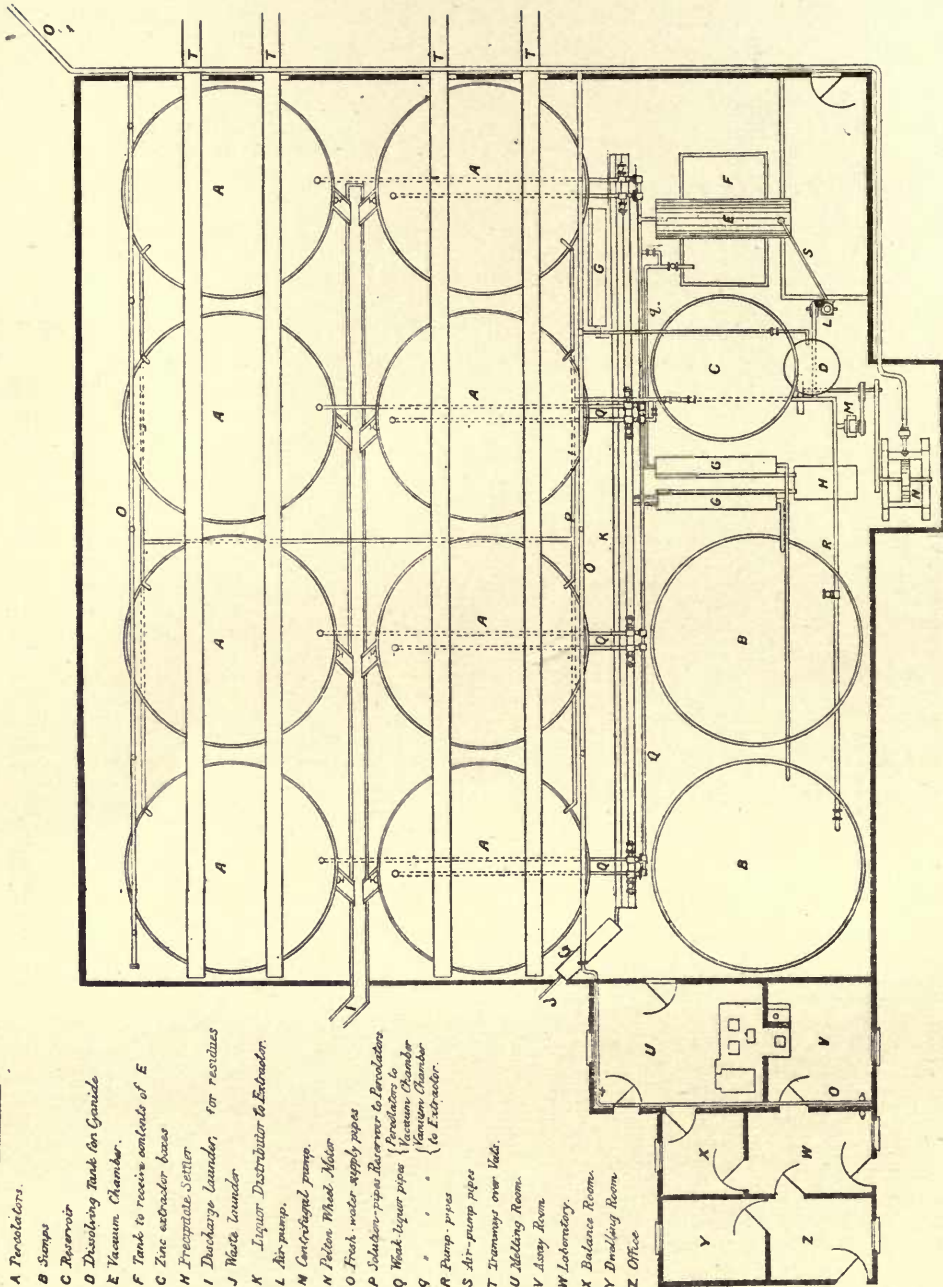 A Percolators.
B Sumps
C Reservoir
D Dissolving Tank for Cyanide
E Vacuum Chamber.
F Tank to receive contents of E
G Zinc extractor boxes
H Precipitate Settler
I Discharge launder, for residues
J Waste launder
K Liquor Distributor to Extractor.
L Air-pump.
M Centrifugal pump.
N Pelton Wheel Motor
O Fresh-water supply pipes
P Solution-pipes Reservoir to Percolators
Q Weak-liquor pipes { Percolators to
Vacuum Chamber
q " " " { Vacuum Chamber
to Extractor.
R Pump-pipes
S Air-pump pipes
T Tramways over Vats.
U Melting Room.
V Assay Room
W Laboratory.
X Balance Room.
Y Dwelling Room
Z Office
O
T
T
T
T
O
A
A
A
A
A
A
A
A
I
J
G
P
O
K
G
Q
Q
Q
Q
q
F
E
S
L
C
D
M
G
G
H
N
R
B
B
U
V
O
X
W
Y
Z